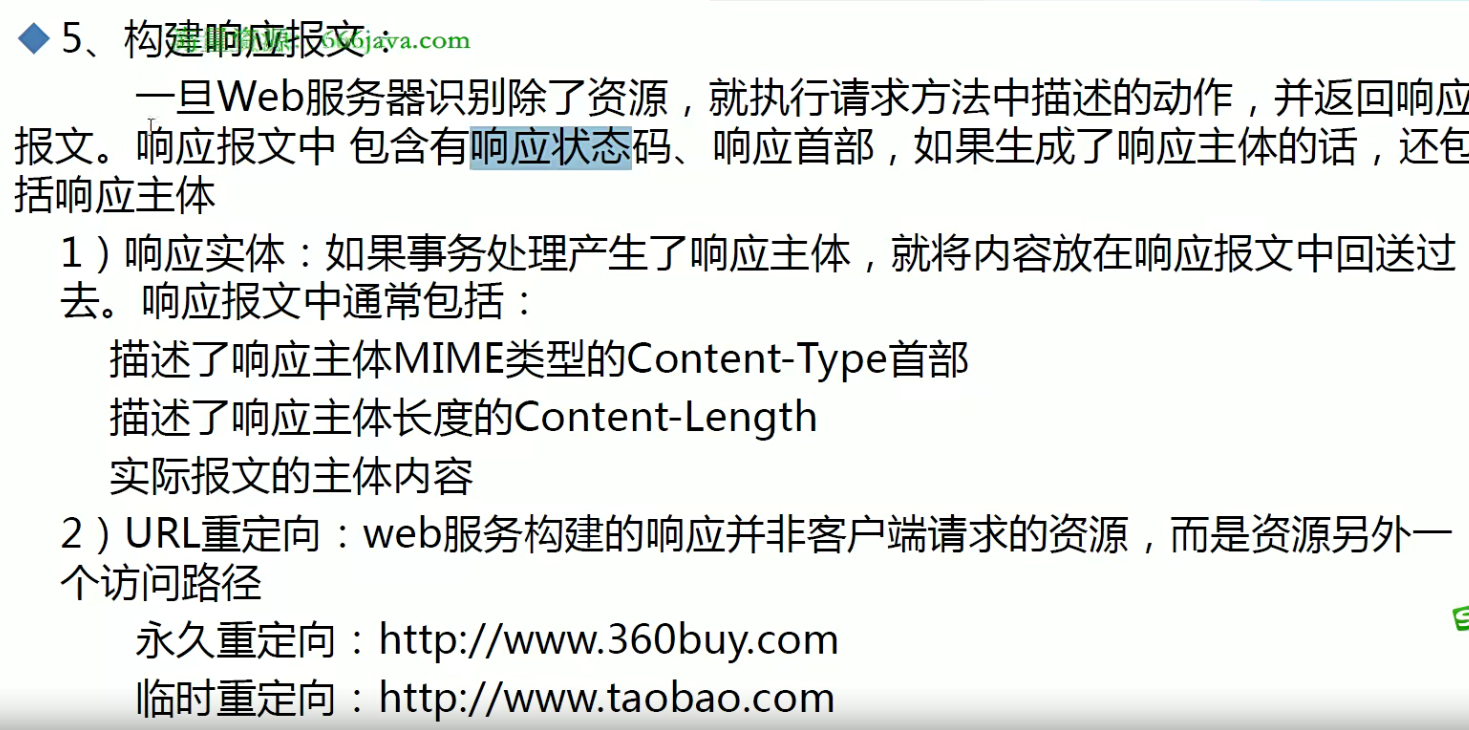 5、构建响应报文：
666java.com
一旦Web服务器识别除了资源，就执行请求方法中描述的动作，并返回响应
报文。响应报文中 包含有响应状态码、响应首部，如果生成了响应主体的话，还包
括响应主体
1）响应实体：如果事务处理产生了响应主体，就将内容放在响应报文中回送过
去。响应报文中通常包括：
描述了响应主体MIME类型的Content-Type首部
描述了响应主体长度的Content-Length
实际报文的主体内容
2）URL重定向：web服务构建的响应并非客户端请求的资源，而是资源另外一
个访问路径
永久重定向：http://www.360buy.com
临时重定向：http://www.taobao.com